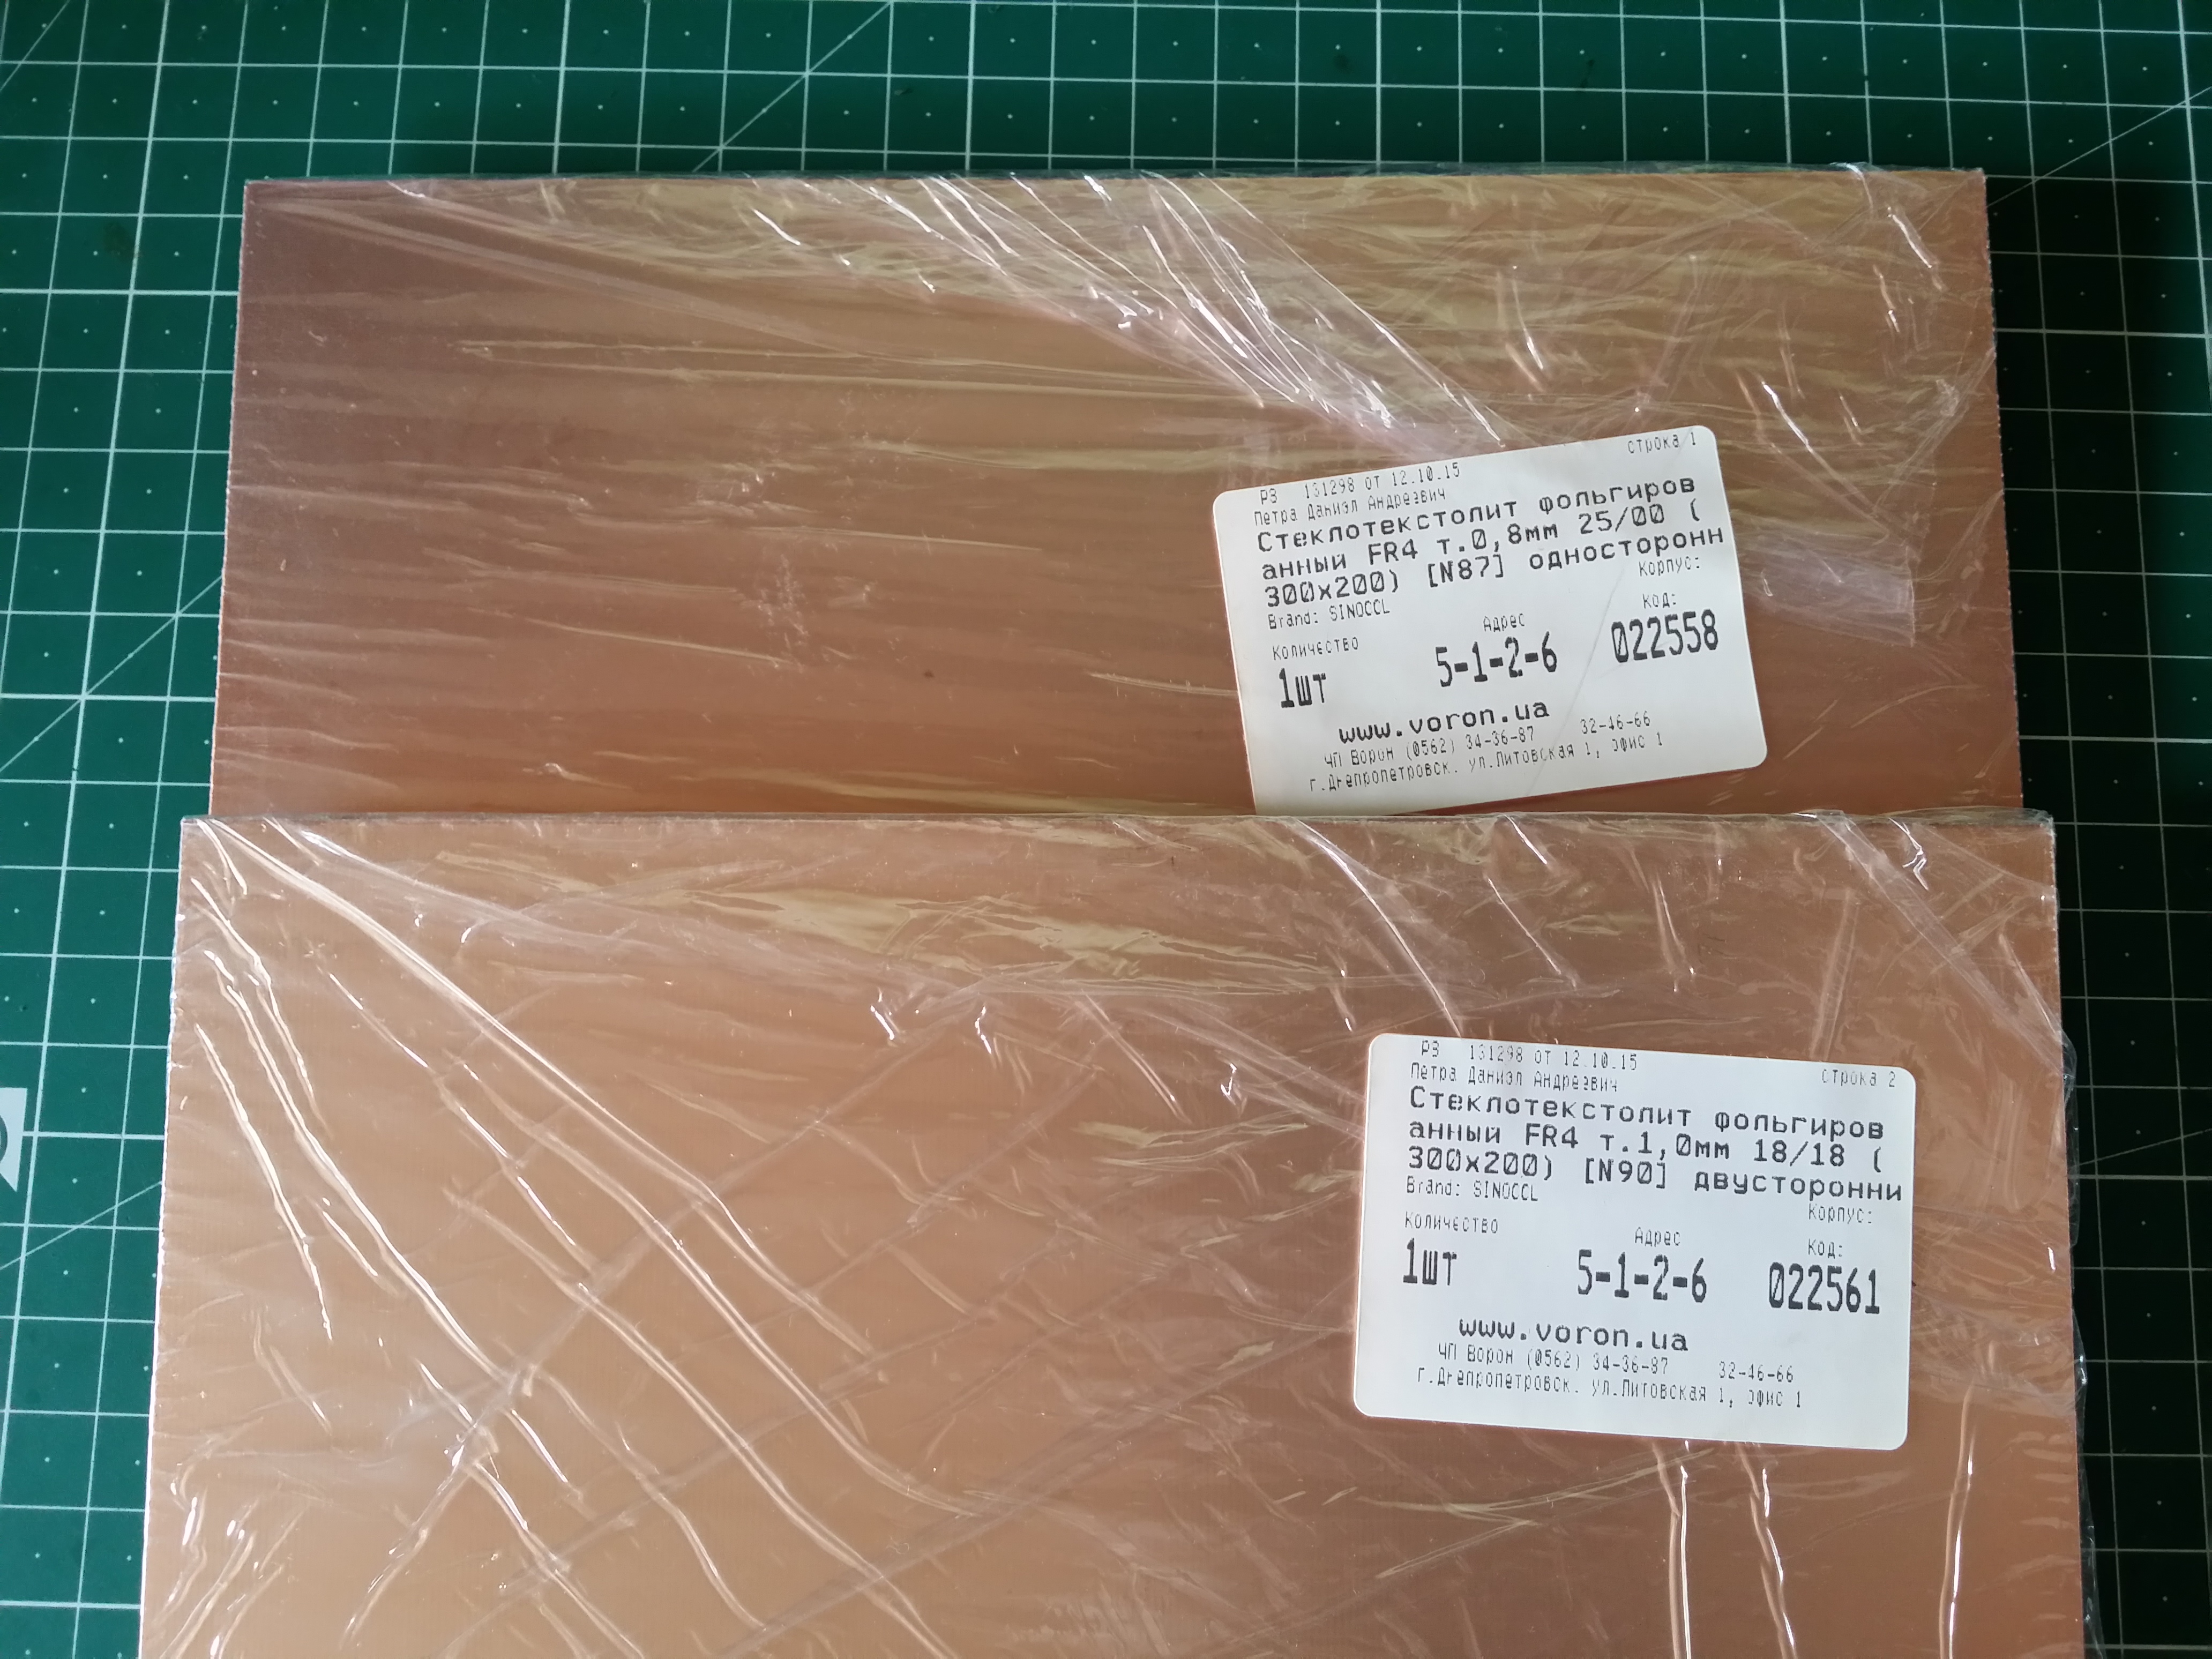 строка 1
РЗ 131298 от 12.10.15
Петра Даниэл Андреевич
Стеклотекстолит фольгиров
анный FR4 т.0,8мм 25/00 (
300x200) [N87] односторонн
Brand: SINOCCL
Корпус:
Количество
Адрес
Код:
1шт
5-1-2-6
022558
www.voron.ua
ЧП Ворон (0562) 34-36-87 32-46-66
г.Днепропетровск. ул.Литовская 1, офис 1
РЗ 131298 от 12.10.15
Петра Даниэл Андреевич
строка 2
Стеклотекстолит фольгиров
анный FR4 т.1,0мм 18/18 (
300x200) [N90] двусторонни
Brand: SINOCCL
Корпус:
Количество
Адрес
Код:
1шт
5-1-2-6
022561
www.voron.ua
ЧП Ворон (0562) 34-36-87 32-46-66
г.Днепропетровск. ул.Литовская 1, офис 1